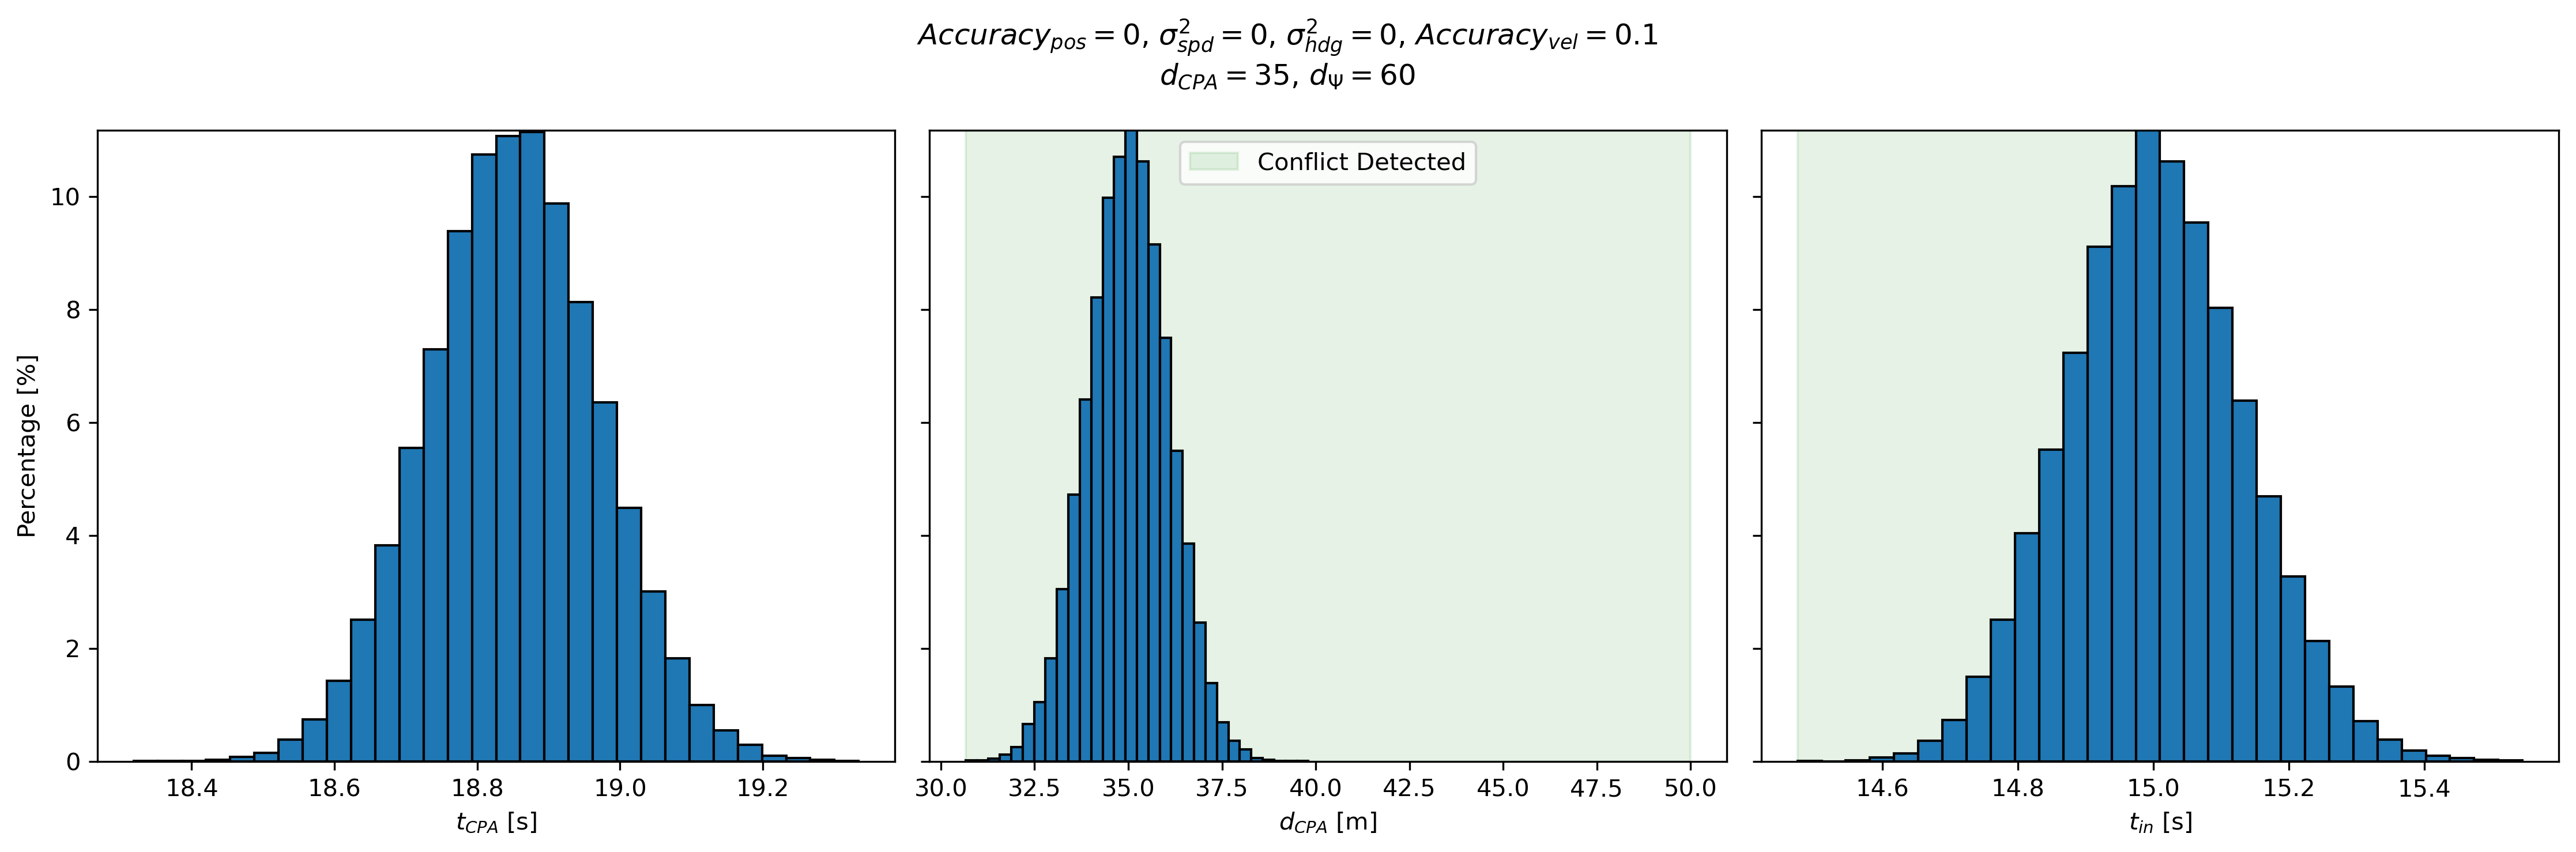 Accuracy_pos = 0, σ²_spd = 0, σ²_hdg = 0, Accuracy_vel = 0.1
d_CPA = 35, d_Ψ = 60
Percentage [%]
10
8
6
4
2
0
18.4 18.6 18.8 19.0 19.2
t_CPA [s]
Conflict Detected
30.0 32.5 35.0 37.5 40.0 42.5 45.0 47.5 50.0
d_CPA [m]
14.6 14.8 15.0 15.2 15.4
t_in [s]